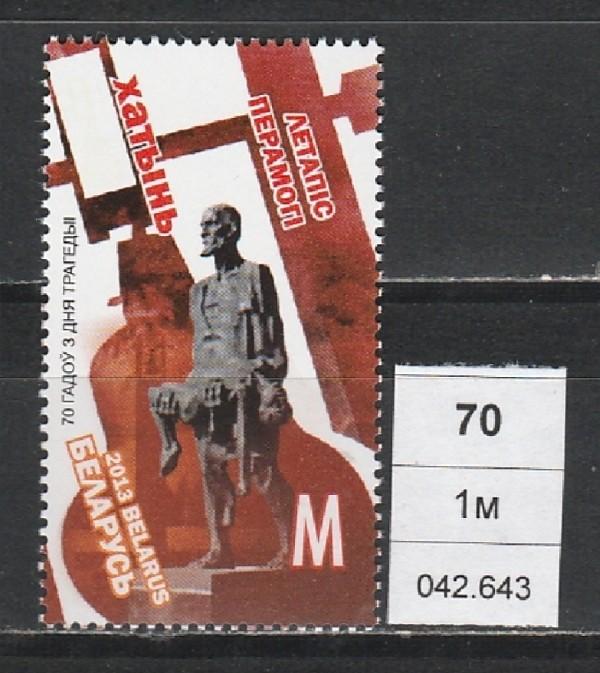 ХАТЫНЬ
ЛЕТАПІС
ПЕРАМОГІ
70 ГАДОЎ З ДНЯ ТРАГЕДЫІ
2013 BELARUS
БЕЛАРУСЬ
М
70
1м
042.643